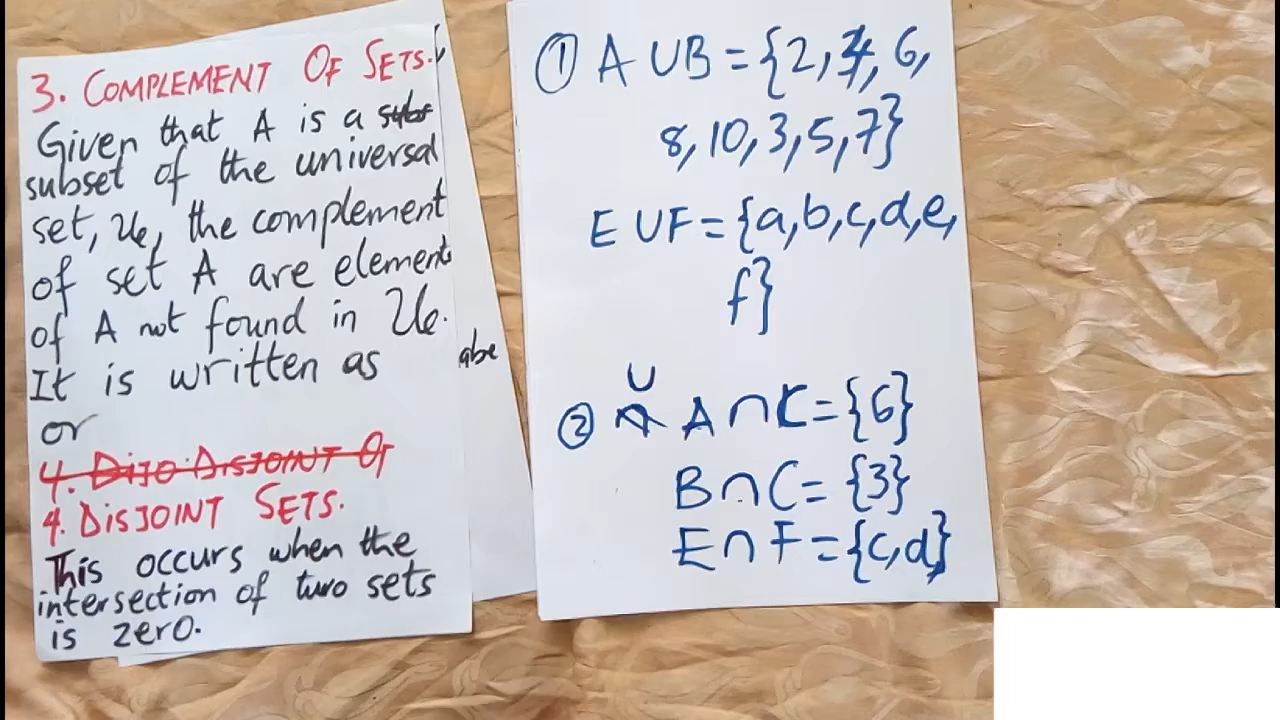 3. COMPLEMENT OF SETS.
Given that A is a
subset of the universal
set, 𝒰, the complement
of set A are element
of A not found in 𝒰.
It is written as
or
4. DISJOINT OF
4. DISJOINT SETS.
This occurs when the
intersection of two sets
is zero.
abe
① A ∪ B = {2, 4, 6,
8, 10, 3, 5, 7}
E ∪ F = {a, b, c, d, e,
f}
∪
② A ∩ C = {6}
B ∩ C = {3}
E ∩ F = {c, d}